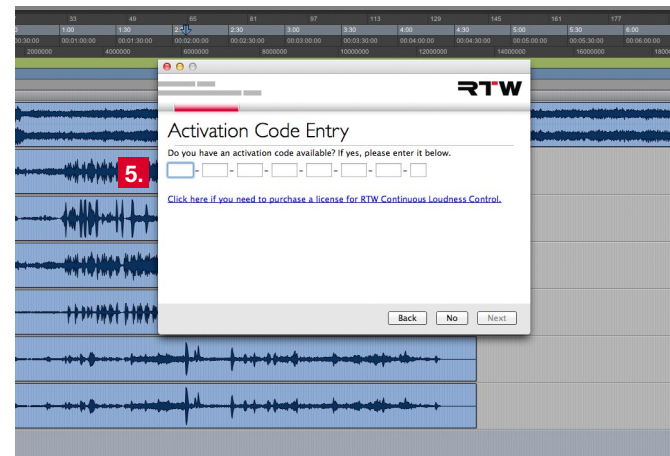 33 49 65 81 97 113 129 145 161 177
1:00 1:30 2:00 2:30 3:00 3:30 4:00 4:30 5:00 5:30 6:00
00:30:00 00:01:00:00 00:01:30:00 00:02:00:00 00:02:30:00 00:03:00:00 00:03:30:00 00:04:00:00 00:04:30:00 00:05:00:00 00:05:30:00 00:06:00:00
2000000 4000000 6000000 8000000 10000000 12000000 14000000 16000000
RTW
Activation Code Entry
Do you have an activation code available? If yes, please enter it below.
5.
- - - - - - -
Click here if you need to purchase a license for RTW Continuous Loudness Control.
Back No Next